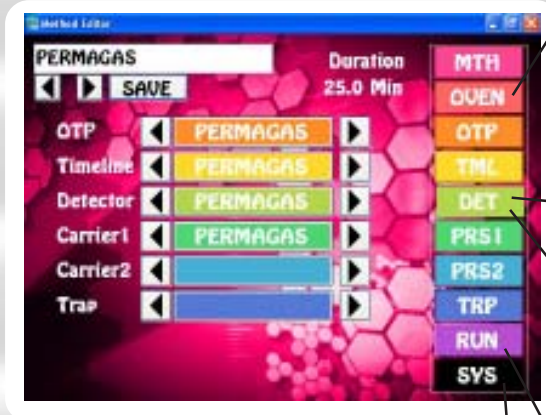 Method Editor
PERMAGAS
SAVE
Duration
25.0 Min
OTP PERMAGAS
Timeline PERMAGAS
Detector PERMAGAS
Carrier1 PERMAGAS
Carrier2
Trap
MTH
OVEN
OTP
TML
DET
PRS1
PRS2
TRP
RUN
SYS